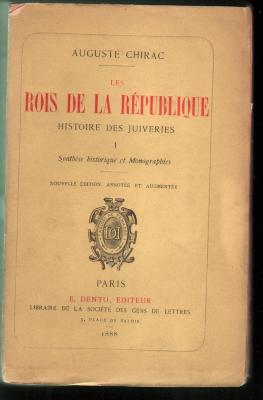 AUGUSTE CHIRAC
LES
ROIS DE LA RÉPUBLIQUE
HISTOIRE DES JUIVERIES
I
Synthèse historique et Monographies
NOUVELLE ÉDITION, ANNOTÉE ET AUGMENTÉE
PARIS
E. DENTU, EDITEUR
LIBRAIRE DE LA SOCIÉTÉ DES GENS DE LETTRES
3, PLACE DE VALOIS
1888